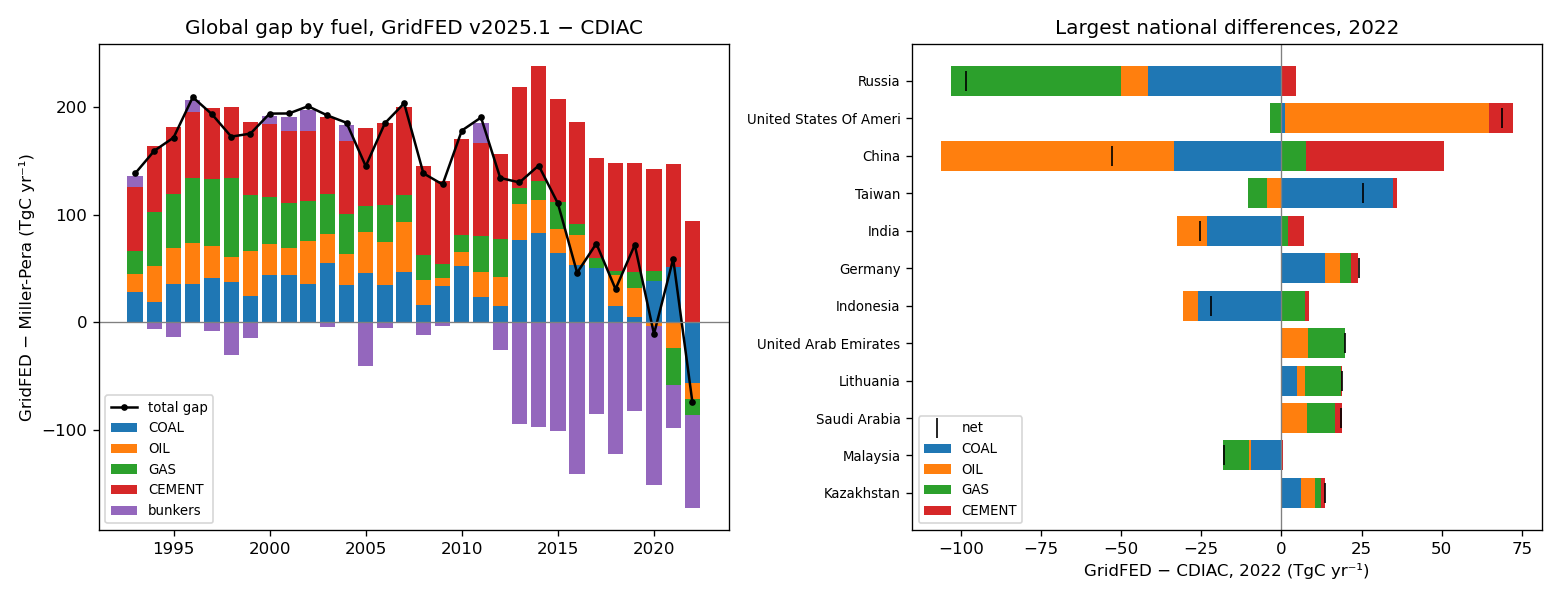 Global gap by fuel, GridFED v2025.1 − CDIAC
GridFED − Miller-Pera (TgC yr⁻¹)
200
100
0
−100
1995
2000
2005
2010
2015
2020
total gap
COAL
OIL
GAS
CEMENT
bunkers
Largest national differences, 2022
Russia
United States Of Ameri
China
Taiwan
India
Germany
Indonesia
United Arab Emirates
Lithuania
Saudi Arabia
Malaysia
Kazakhstan
net
COAL
OIL
GAS
CEMENT
−100
−75
−50
−25
0
25
50
75
GridFED − CDIAC, 2022 (TgC yr⁻¹)